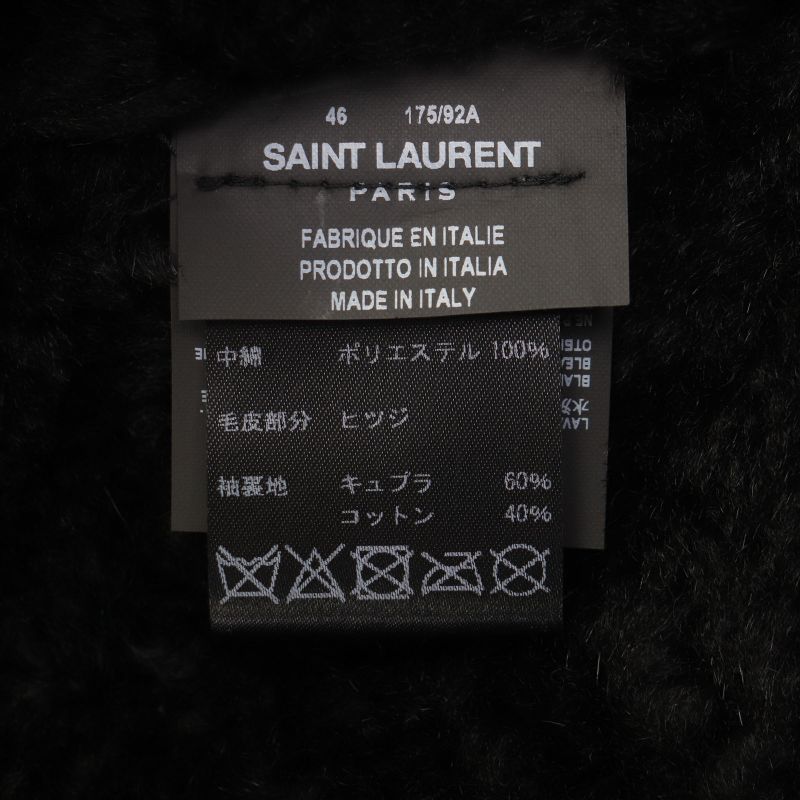 46 175/92A
SAINT LAURENT
PARIS
FABRIQUE EN ITALIE
PRODOTTO IN ITALIA
MADE IN ITALY
中綿 ポリエステル 100%
毛皮部分 ヒツジ
袖裏地 キュプラ 60%
コットン 40%